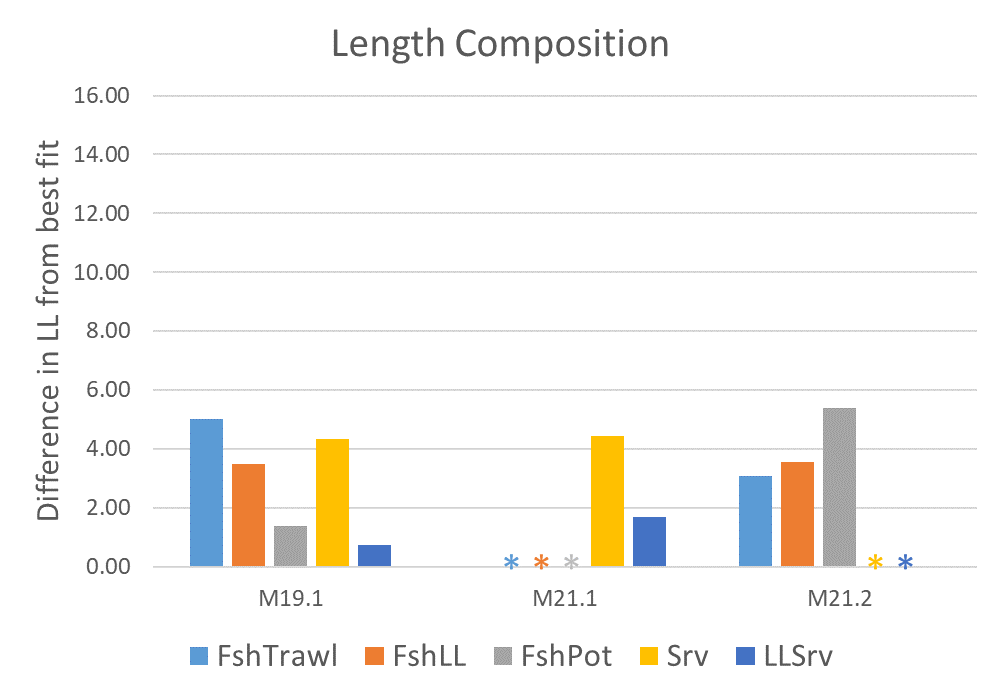 Length Composition
Difference in LL from best fit
16.00
14.00
12.00
10.00
8.00
6.00
4.00
2.00
0.00
* * * * *
M19.1 M21.1 M21.2
FshTrawl FshLL FshPot Srv LLSrv